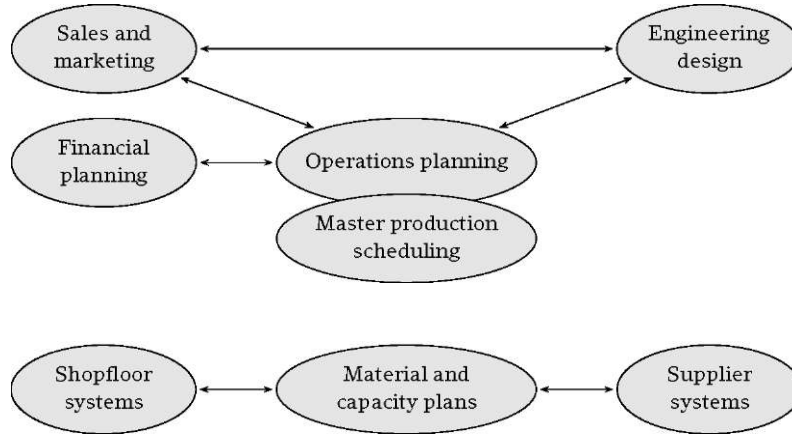 Sales and
marketing
Engineering
design
Financial
planning
Operations planning
Master production
scheduling
Shopfloor
systems
Material and
capacity plans
Supplier
systems